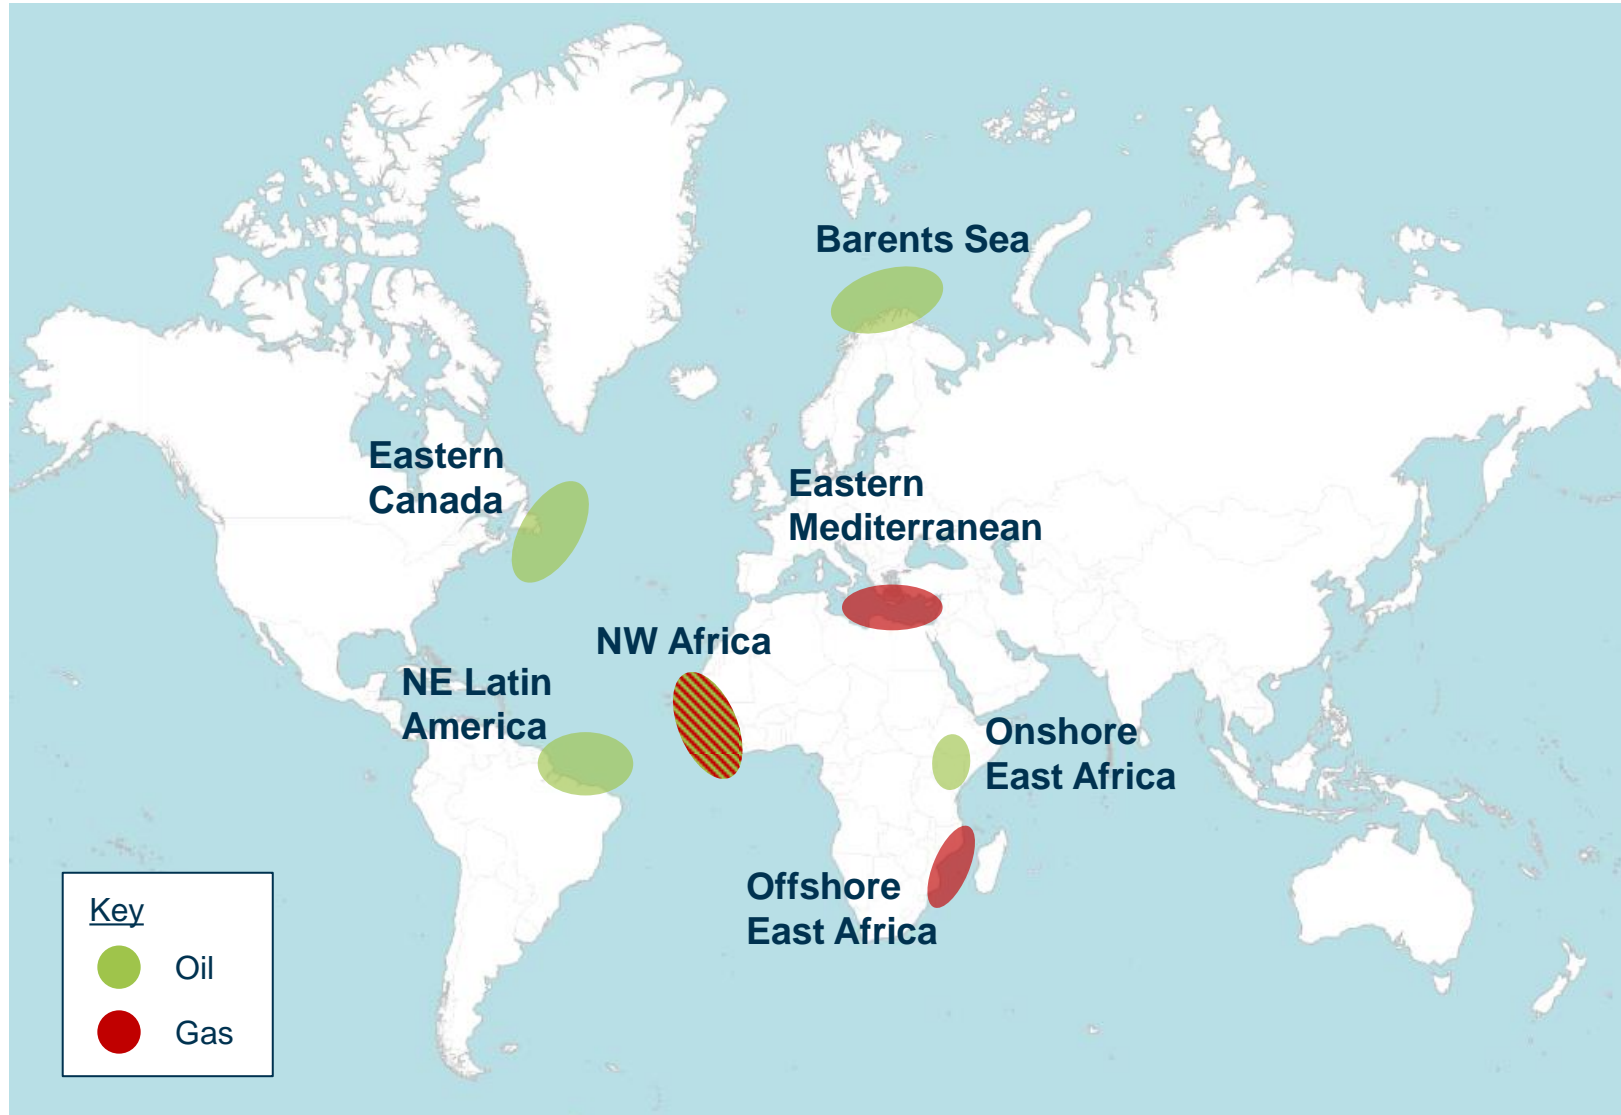 Barents Sea
Eastern
Canada
Eastern
Mediterranean
NW Africa
NE Latin
America
Onshore
East Africa
Offshore
East Africa
Key
Oil
Gas